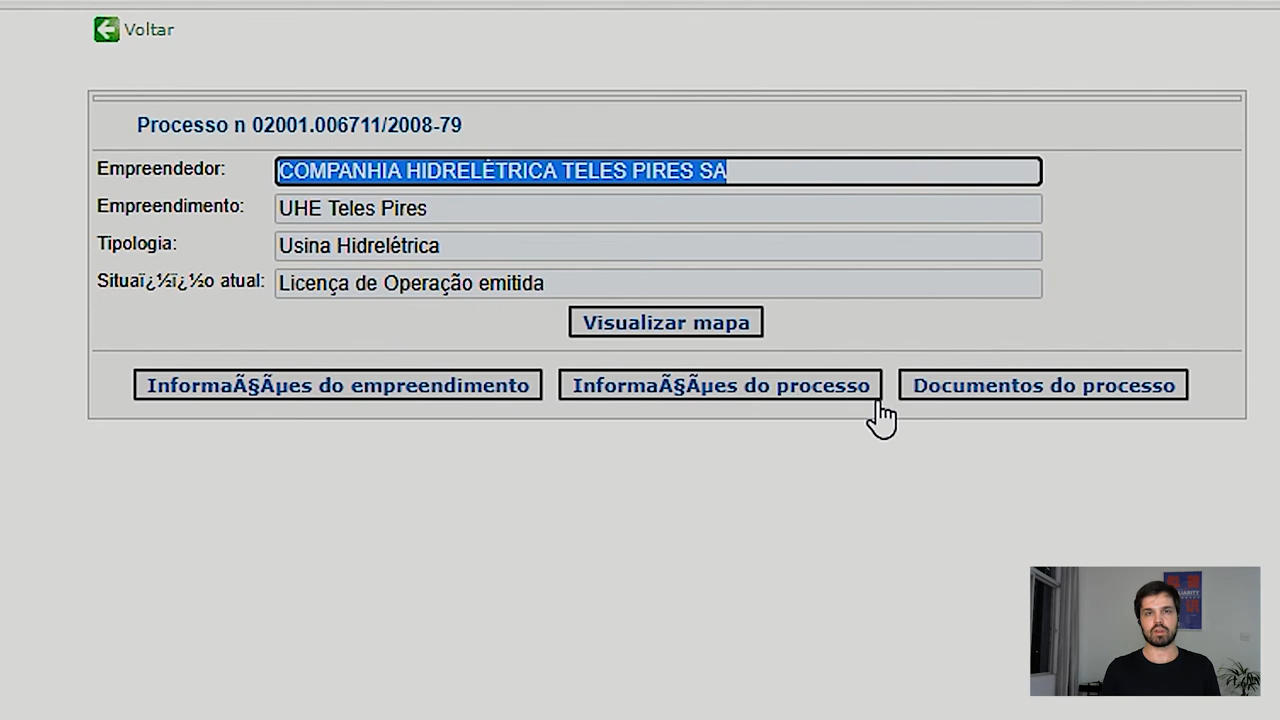 Voltar
Processo n 02001.006711/2008-79
Empreendedor: COMPANHIA HIDRELÉTRICA TELES PIRES SA
Empreendimento: UHE Teles Pires
Tipologia: Usina Hidrelétrica
Situaï¿½ï¿½o atual: Licença de Operação emitida
Visualizar mapa
InformaÃ§Ãµes do empreendimento InformaÃ§Ãµes do processo Documentos do processo